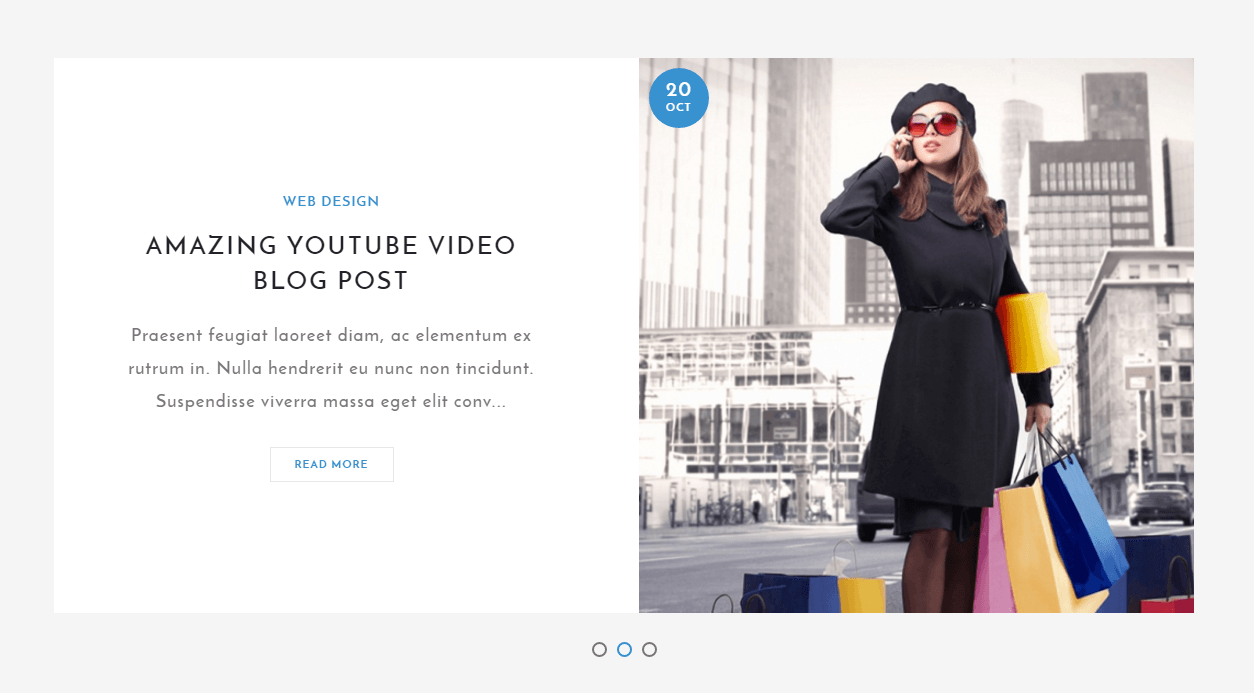 WEB DESIGN
AMAZING YOUTUBE VIDEO
BLOG POST
Praesent feugiat laoreet diam, ac elementum ex
rutrum in. Nulla hendrerit eu nunc non tincidunt.
Suspendisse viverra massa eget elit conv...
READ MORE
20
OCT